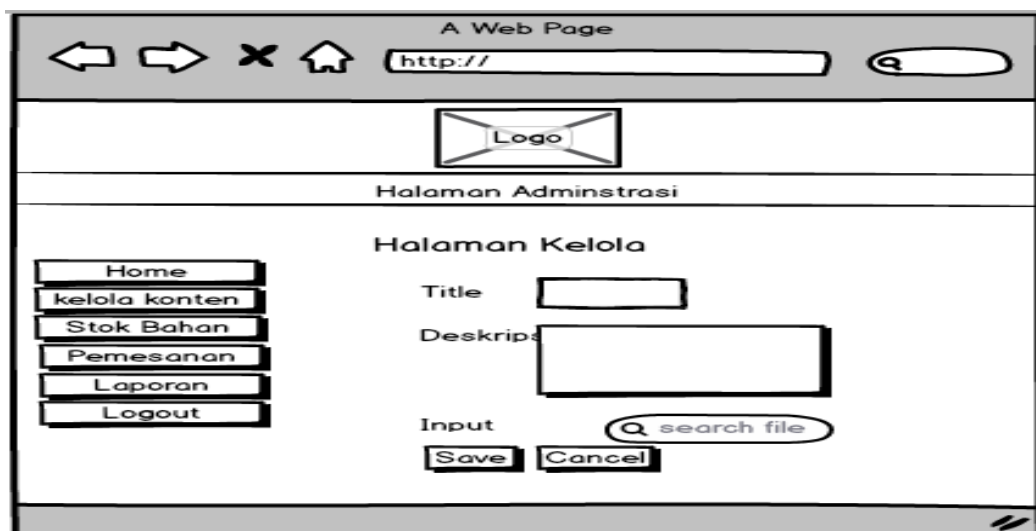 A Web Page
http://
Logo
Halaman Adminstrasi
Halaman Kelola
Home
kelola konten
Stok Bahan
Pemesanan
Laporan
Logout
Title
Deskrips
Input
search file
Save Cancel